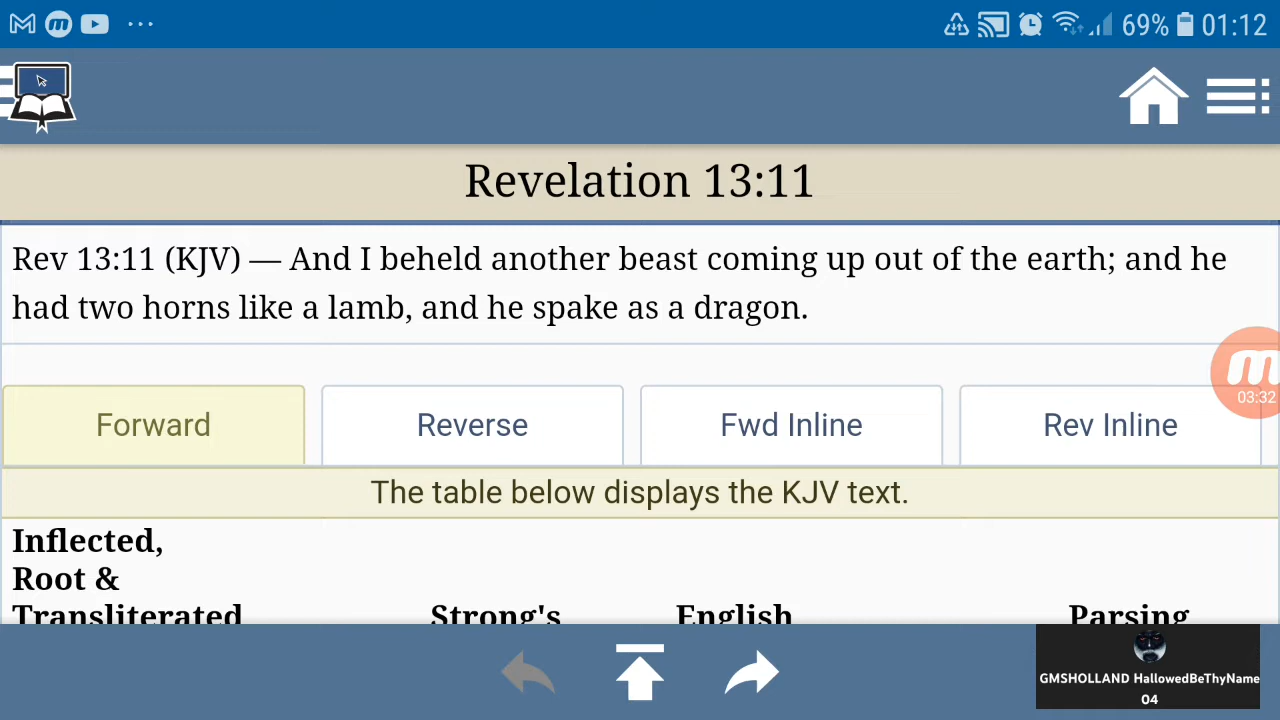 69% 01:12
Revelation 13:11
Rev 13:11 (KJV) — And I beheld another beast coming up out of the earth; and he
had two horns like a lamb, and he spake as a dragon.
03:32
Forward Reverse Fwd Inline Rev Inline
The table below displays the KJV text.
Inflected,
Root &
Transliterated Strong's English Parsing
GMSHOLLAND HallowedBeThyName
04